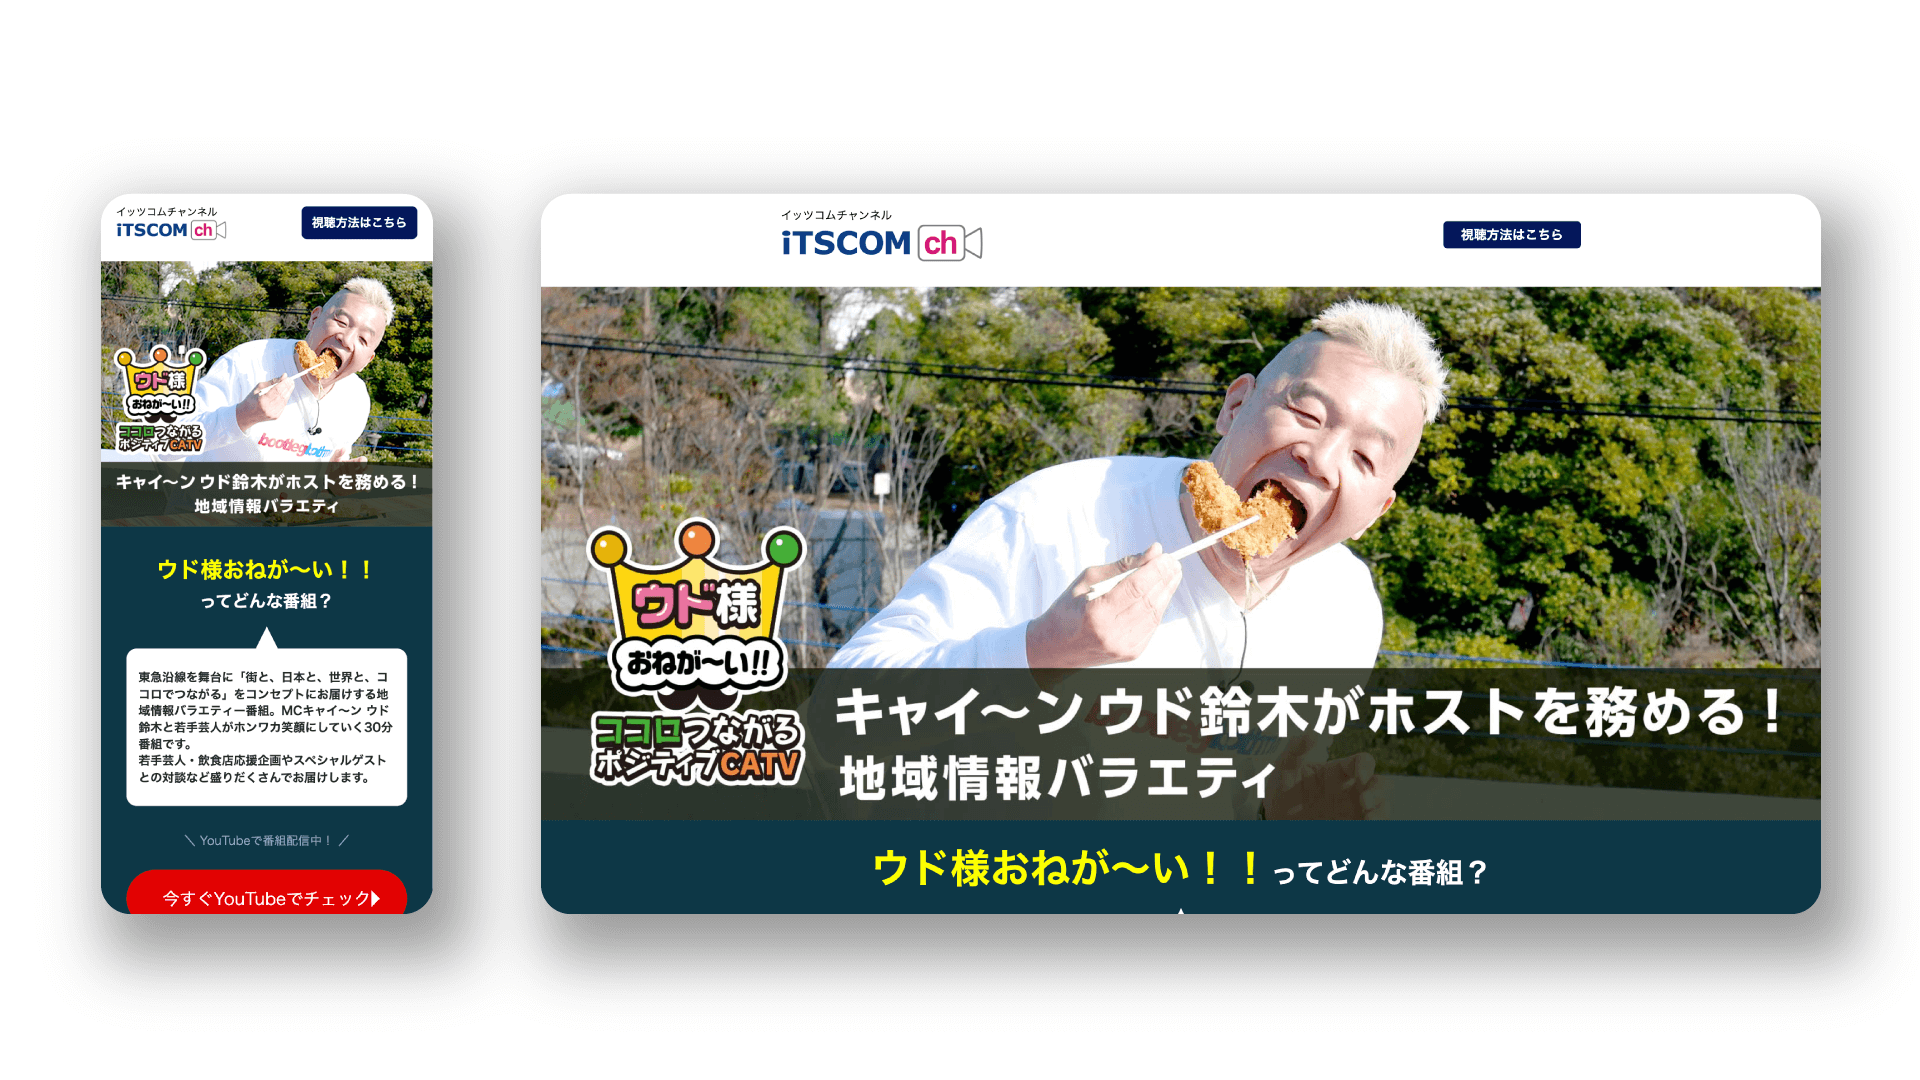 イッツコムチャンネル
iTSCOM ch
視聴方法はこちら
ウド様
おねが〜い!!
ココロつながる
ポジティブCATV
キャイ〜ン ウド鈴木がホストを務める！
地域情報バラエティ
ウド様おねが〜い！！
ってどんな番組？
東急沿線を舞台に「街と、日本と、世界と、コ
コロでつながる」をコンセプトにお届けする地
域情報バラエティー番組。MCキャイ〜ン ウド
鈴木と若手芸人がホンワカ笑顔にしていく30分
番組です。
若手芸人・飲食店応援企画やスペシャルゲスト
との対談など盛りだくさんでお届けします。
＼ YouTubeで番組配信中！ ／
今すぐYouTubeでチェック
イッツコムチャンネル
iTSCOM ch
視聴方法はこちら
ウド様
おねが〜い!!
ココロつながる
ポジティブCATV
キャイ〜ン ウド鈴木がホストを務める！
地域情報バラエティ
ウド様おねが〜い！！ってどんな番組？